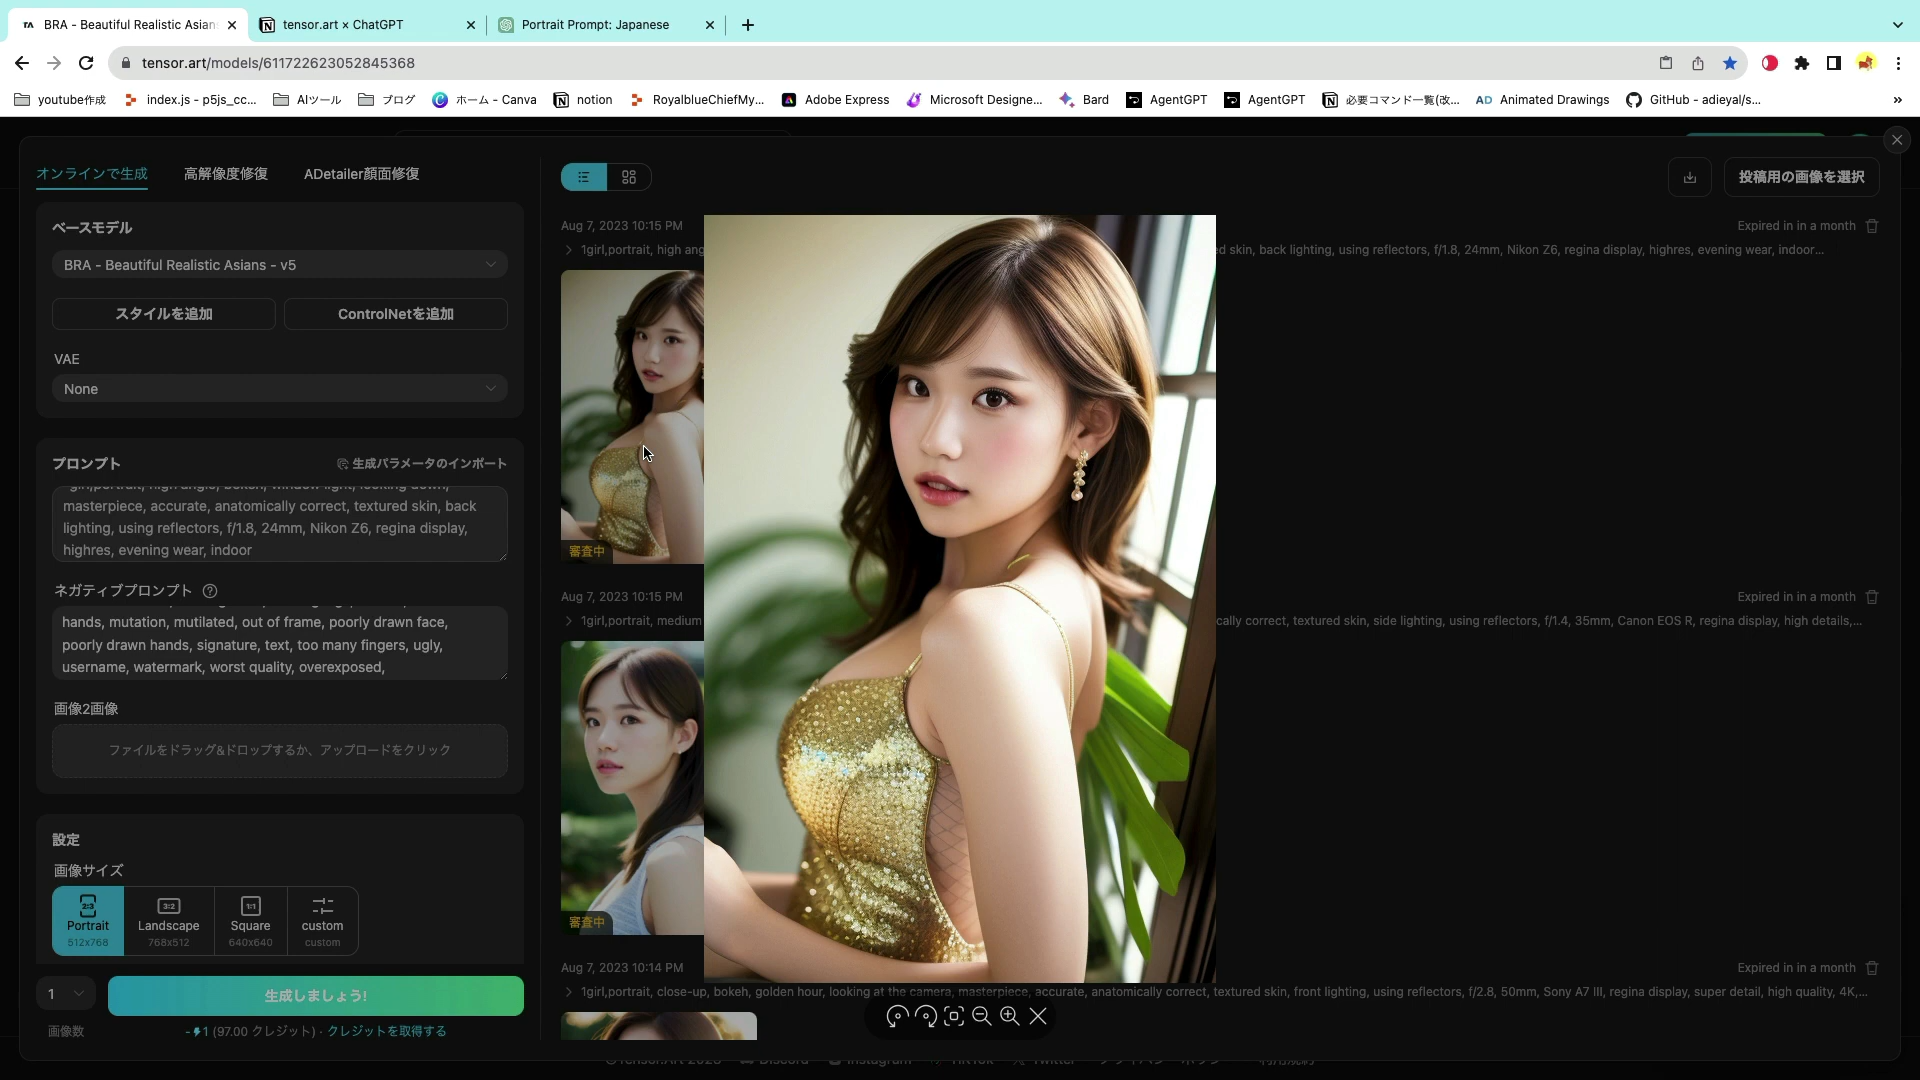 BRA - Beautiful Realistic Asian
tensor.art × ChatGPT
Portrait Prompt: Japanese
tensor.art/models/611722623052845368
youtube作成
index.js - p5js_cc...
AIツール
ブログ
ホーム - Canva
notion
RoyalblueChiefMy...
Adobe Express
Microsoft Designe...
Bard
AgentGPT
AgentGPT
必要コマンド一覧(改...
Animated Drawings
GitHub - adieyal/s...
オンラインで生成
高解像度修復
ADetailer顔面修復
ベースモデル
BRA - Beautiful Realistic Asians - v5
スタイルを追加
ControlNetを追加
VAE
None
プロンプト
生成パラメータのインポート
1girl,portrait, high angle, bokeh, window light, looking down,
masterpiece, accurate, anatomically correct, textured skin, back
lighting, using reflectors, f/1.8, 24mm, Nikon Z6, regina display,
highres, evening wear, indoor
ネガティブプロンプト
hands, mutation, mutilated, out of frame, poorly drawn face,
poorly drawn hands, signature, text, too many fingers, ugly,
username, watermark, worst quality, overexposed,
画像2画像
ファイルをドラッグ&ドロップするか、アップロードをクリック
設定
画像サイズ
2:3
Portrait
512x768
3:2
Landscape
768x512
1:1
Square
640x640
custom
custom
1
生成しましょう!
画像数
-1 (97.00 クレジット) · クレジットを取得する
投稿用の画像を選択
Aug 7, 2023 10:15 PM
Expired in in a month
1girl,portrait, high ang
ed skin, back lighting, using reflectors, f/1.8, 24mm, Nikon Z6, regina display, highres, evening wear, indoor...
審査中
Aug 7, 2023 10:15 PM
Expired in in a month
1girl,portrait, medium
cally correct, textured skin, side lighting, using reflectors, f/1.4, 35mm, Canon EOS R, regina display, high details,...
審査中
Aug 7, 2023 10:14 PM
Expired in in a month
1girl,portrait, close-up, bokeh, golden hour, looking at the camera, masterpiece, accurate, anatomically correct, textured skin, front lighting, using reflectors, f/2.8, 50mm, Sony A7 III, regina display, super detail, high quality, 4K,...